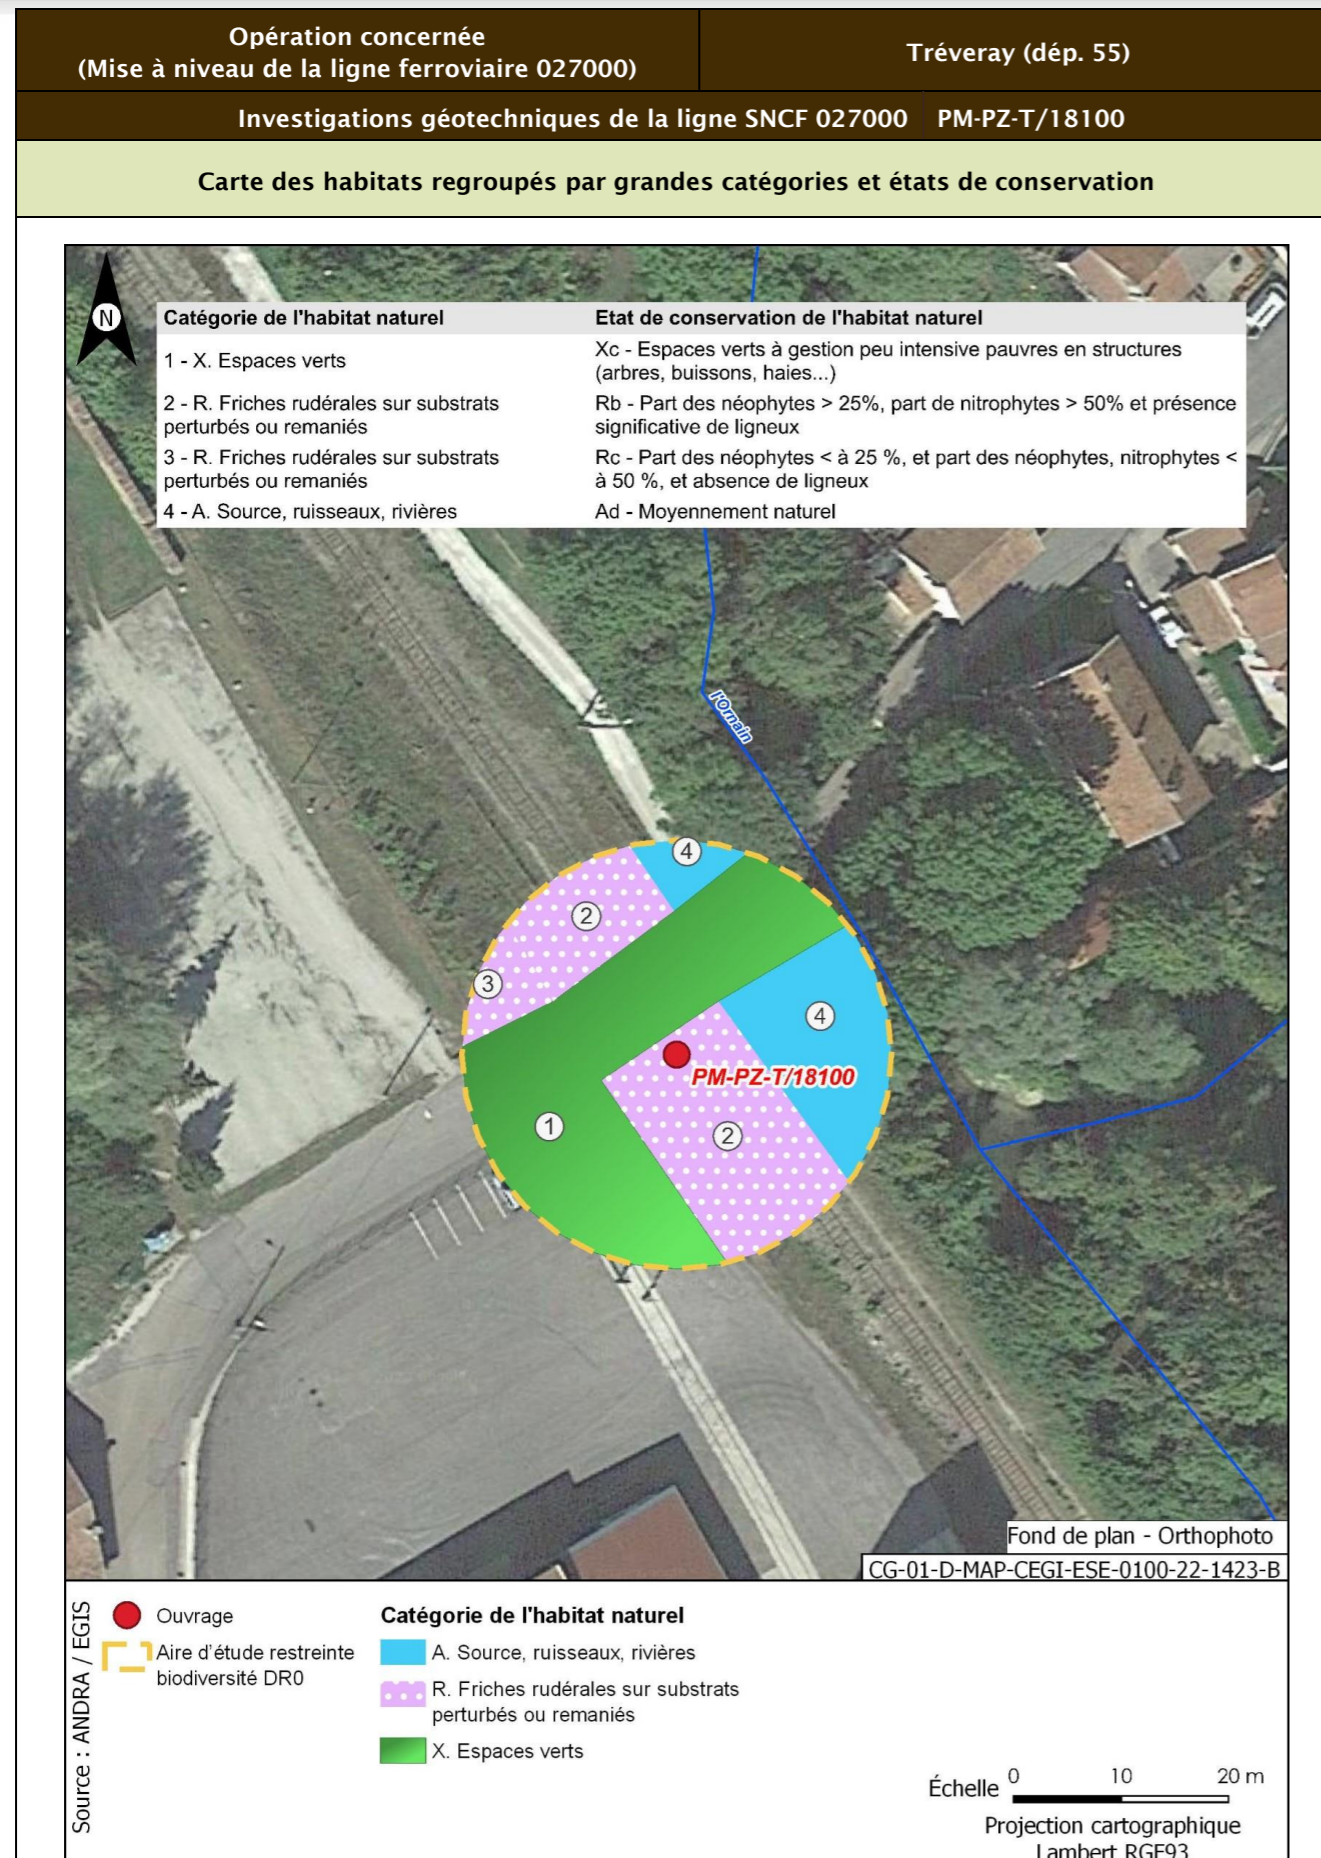 Opération concernée
(Mise à niveau de la ligne ferroviaire 027000)
Tréveray (dép. 55)
Investigations géotechniques de la ligne SNCF 027000 PM-PZ-T/18100
Carte des habitats regroupés par grandes catégories et états de conservation
N
Catégorie de l'habitat naturel
Etat de conservation de l'habitat naturel
1 - X. Espaces verts
Xc - Espaces verts à gestion peu intensive pauvres en structures
(arbres, buissons, haies...)
2 - R. Friches rudérales sur substrats
perturbés ou remaniés
Rb - Part des néophytes > 25%, part de nitrophytes > 50% et présence
significative de ligneux
3 - R. Friches rudérales sur substrats
perturbés ou remaniés
Rc - Part des néophytes < à 25 %, et part des néophytes, nitrophytes <
à 50 %, et absence de ligneux
4 - A. Source, ruisseaux, rivières
Ad - Moyennement naturel
l'Ornain
4
2
3
4
PM-PZ-T/18100
1
2
Fond de plan - Orthophoto
CG-01-D-MAP-CEGI-ESE-0100-22-1423-B
Source : ANDRA / EGIS
Ouvrage
Aire d'étude restreinte
biodiversité DR0
Catégorie de l'habitat naturel
A. Source, ruisseaux, rivières
R. Friches rudérales sur substrats
perturbés ou remaniés
X. Espaces verts
Échelle
0 10 20 m
Projection cartographique
Lambert RGF93